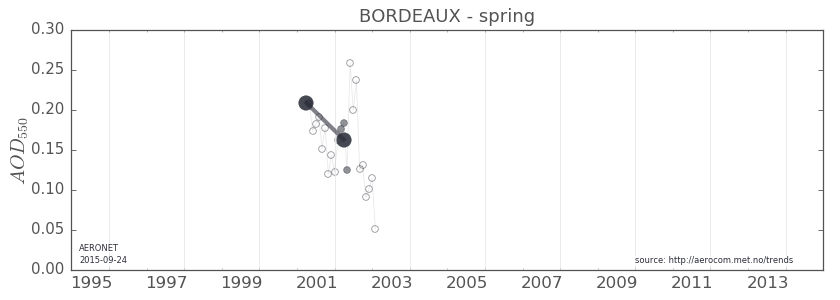 BORDEAUX - spring
0.30
0.25
0.20
0.15
0.10
0.05
0.00
AOD550
AERONET
2015-09-24
source: http://aerocom.met.no/trends
1995 1997 1999 2001 2003 2005 2007 2009 2011 2013